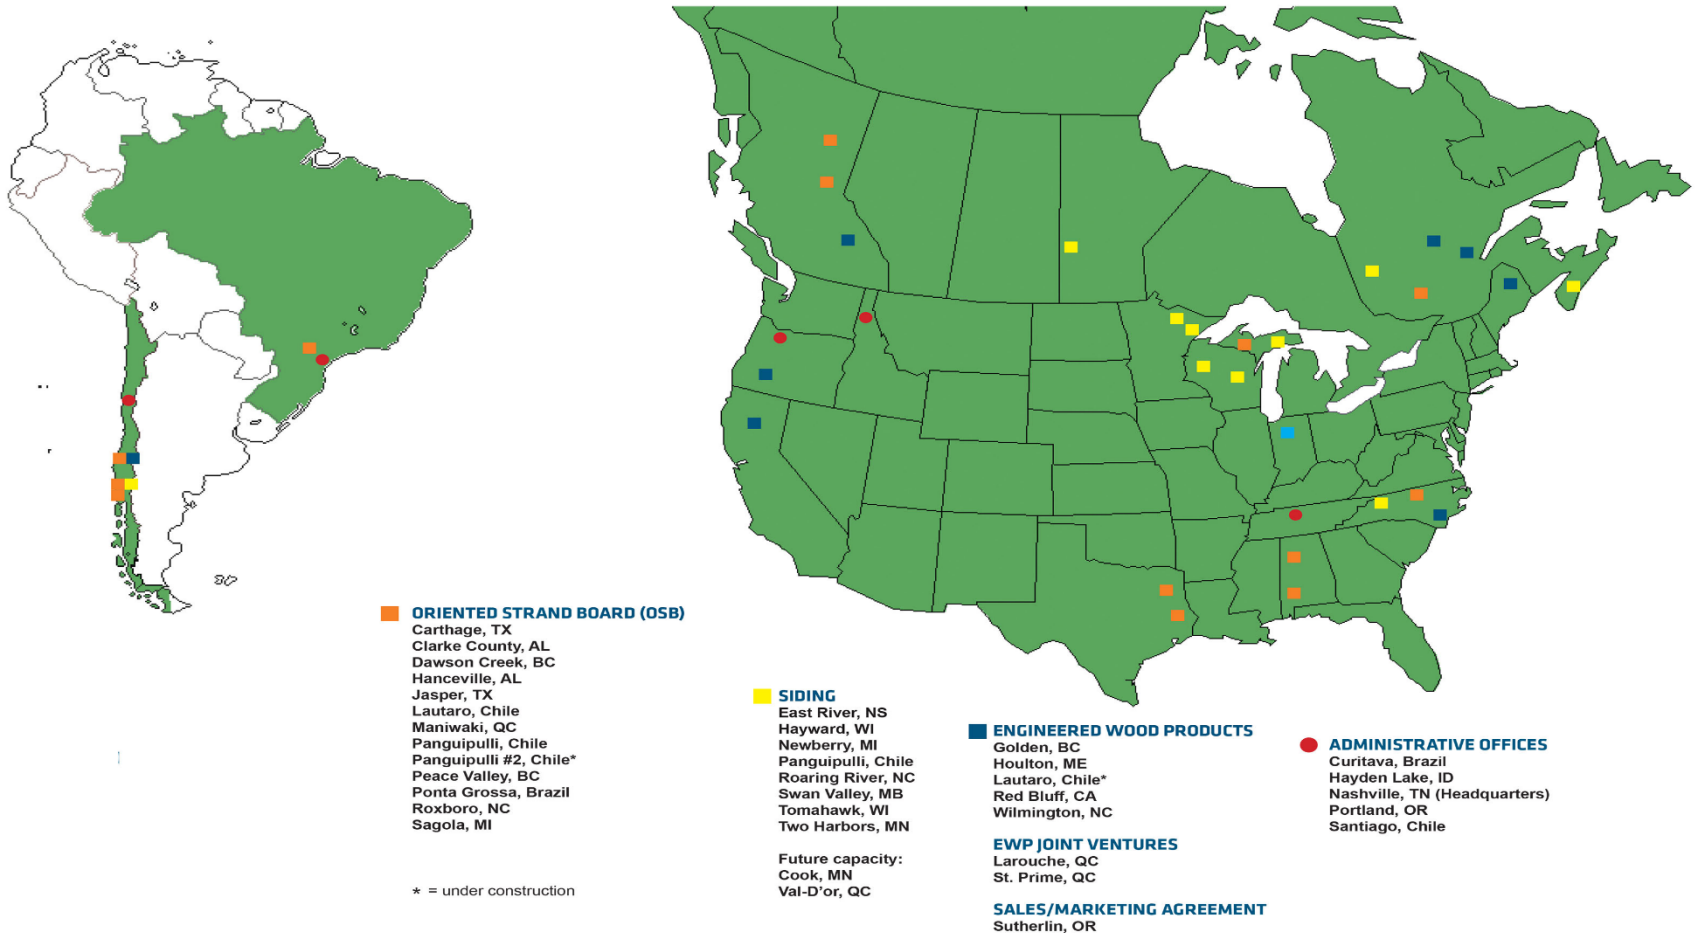 ORIENTED STRAND BOARD (OSB)
Carthage, TX
Clarke County, AL
Dawson Creek, BC
Hanceville, AL
Jasper, TX
Lautaro, Chile
Maniwaki, QC
Panguipulli, Chile
Panguipulli #2, Chile*
Peace Valley, BC
Ponta Grossa, Brazil
Roxboro, NC
Sagola, MI
* = under construction
SIDING
East River, NS
Hayward, WI
Newberry, MI
Panguipulli, Chile
Roaring River, NC
Swan Valley, MB
Tomahawk, WI
Two Harbors, MN
Future capacity:
Cook, MN
Val-D'or, QC
ENGINEERED WOOD PRODUCTS
Golden, BC
Houlton, ME
Lautaro, Chile*
Red Bluff, CA
Wilmington, NC
EWP JOINT VENTURES
Larouche, QC
St. Prime, QC
SALES/MARKETING AGREEMENT
Sutherlin, OR
ADMINISTRATIVE OFFICES
Curitava, Brazil
Hayden Lake, ID
Nashville, TN (Headquarters)
Portland, OR
Santiago, Chile